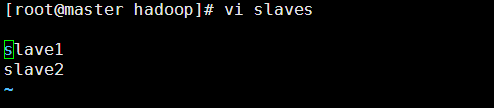 [root@master hadoop]# vi slaves
slave1
slave2
~